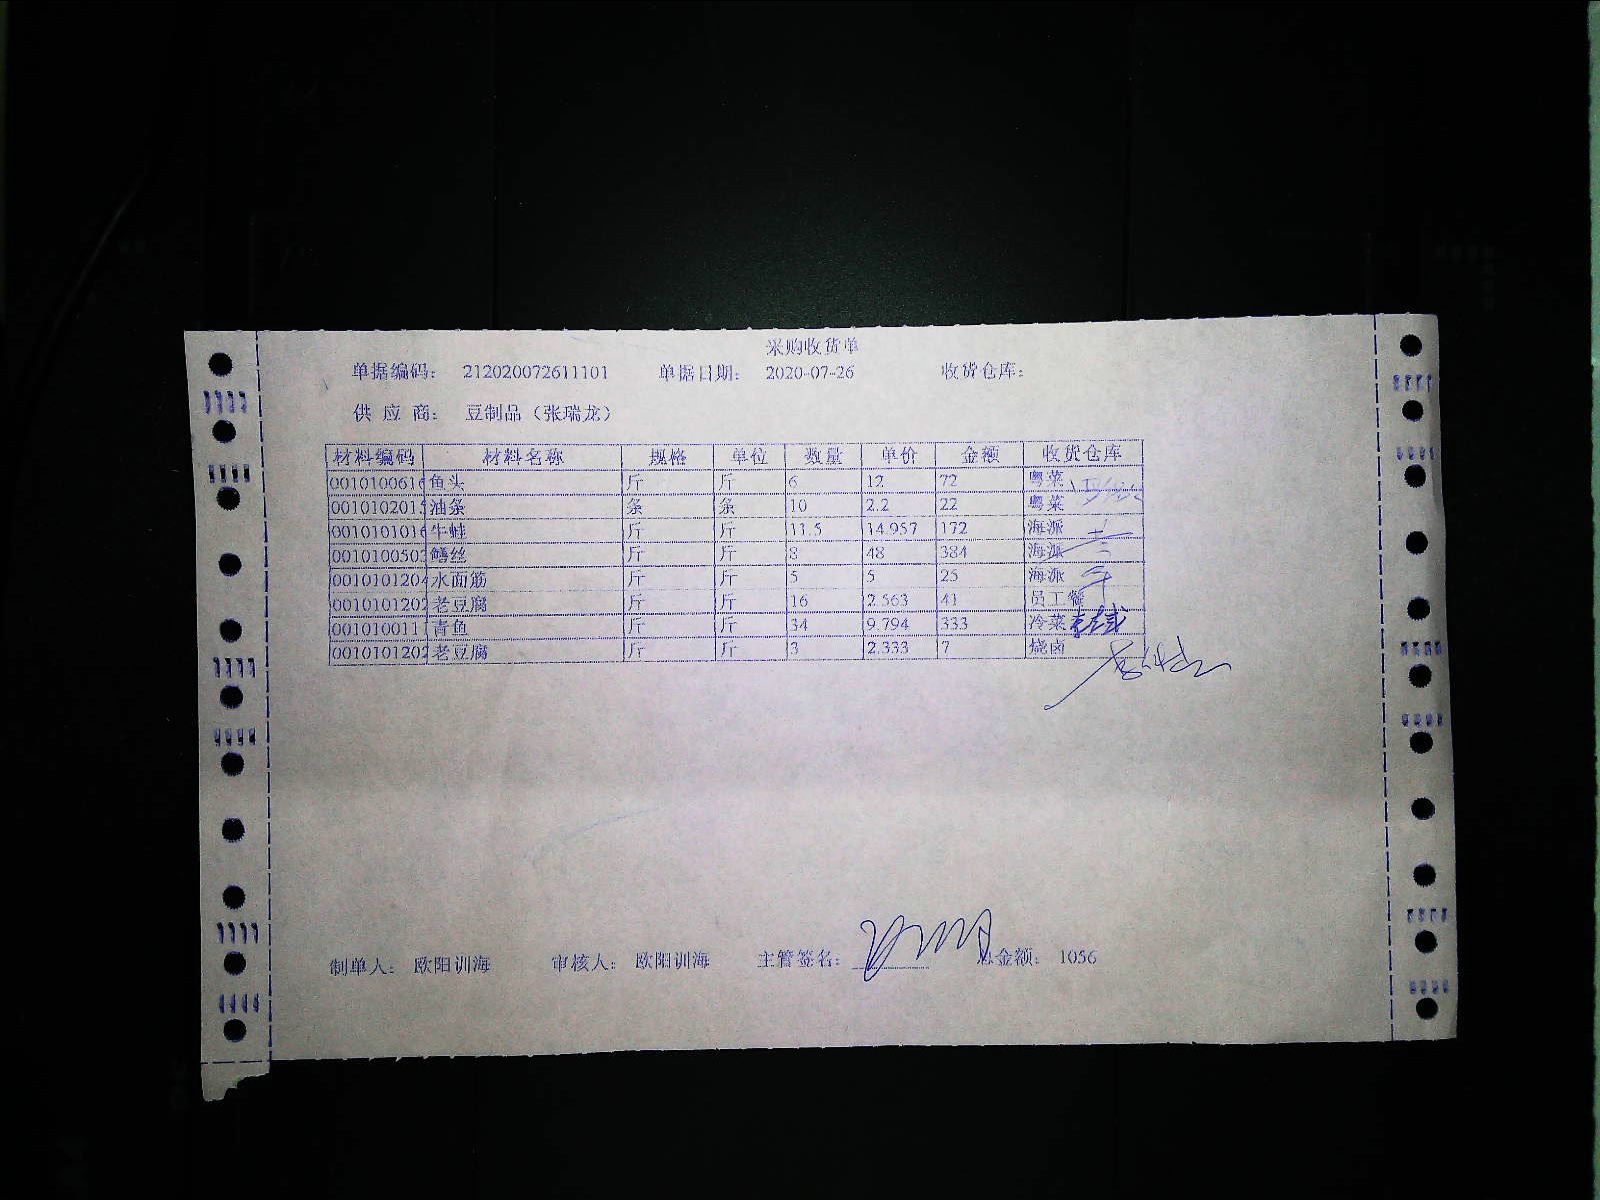 采购收货单
单据编码: 212020072611101 单据日期: 2020-07-26 收货仓库:
供 应 商: 豆制品（张瑞龙）
材料编码 材料名称 规格 单位 数量 单价 金额 收货仓库
0010100616 鱼头 斤 斤 6 12 72 粤菜
0010102015 油条 条 条 10 2.2 22 粤菜
0010101016 牛蛙 斤 斤 11.5 14.957 172 海派
0010100503 鳝丝 斤 斤 8 48 384 海派
0010101204 水面筋 斤 斤 5 5 25 海派
0010101202 老豆腐 斤 斤 16 2.563 41 员工餐
0010100111 青鱼 斤 斤 34 9.794 333 冷菜
0010101202 老豆腐 斤 斤 3 2.333 7 烧卤
制单人: 欧阳训海 审核人: 欧阳训海 主管签名: 总金额: 1056